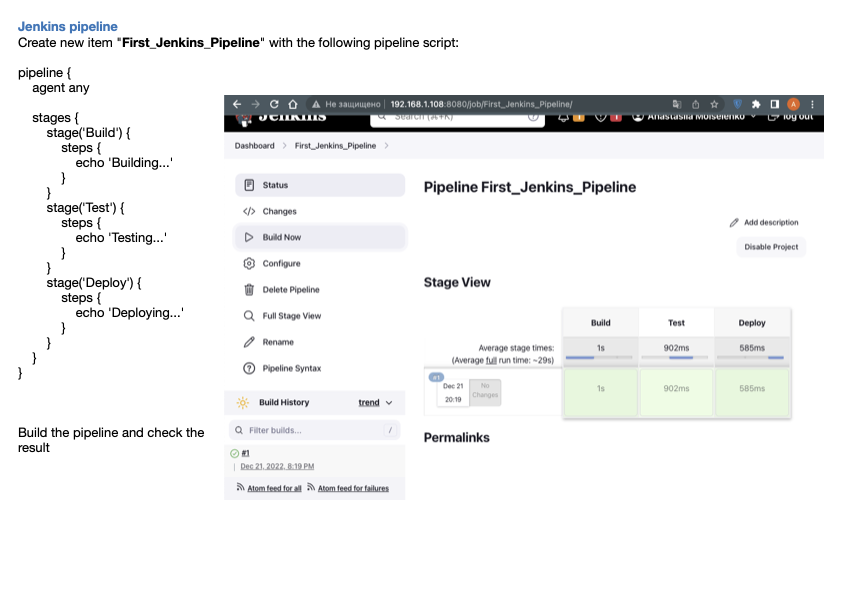 Jenkins pipeline
Create new item "First_Jenkins_Pipeline" with the following pipeline script:
pipeline {
agent any
stages {
stage('Build') {
steps {
echo 'Building...'
}
}
stage('Test') {
steps {
echo 'Testing...'
}
}
stage('Deploy') {
steps {
echo 'Deploying...'
}
}
}
}
Build the pipeline and check the
result
Не защищено | 192.168.1.108:8080/job/First_Jenkins_Pipeline/
A
Jenkins
Search (⌘+K)
Anastasiia Moiseienko
log out
Dashboard
First_Jenkins_Pipeline
Status
Changes
Build Now
Configure
Delete Pipeline
Full Stage View
Rename
Pipeline Syntax
Build History
trend
Filter builds...
/
#1
Dec 21, 2022, 8:19 PM
Atom feed for all
Atom feed for failures
Pipeline First_Jenkins_Pipeline
Add description
Disable Project
Stage View
Build
Test
Deploy
Average stage times:
1s
902ms
585ms
(Average full run time: ~29s)
#1
Dec 21
20:19
No
Changes
1s
902ms
585ms
Permalinks